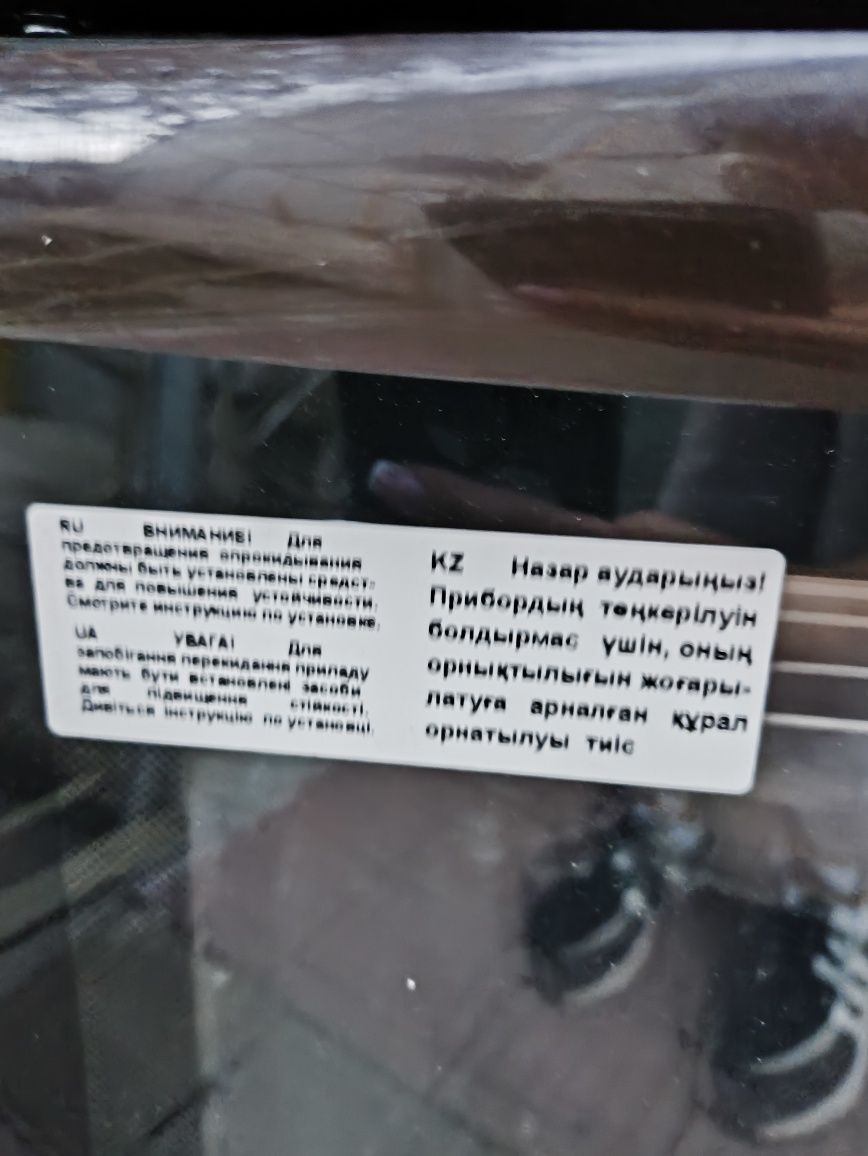 RU ВНИМАНИЕ! Для
предотвращения опрокидывания
должны быть установлены средст-
ва для повышения устойчивости.
Смотрите инструкцию по установке.
UA УВАГА! Для
запобігання перекидання приладу
мають бути встановлені засоби
для підвищення стійкості.
Дивіться інструкцію по установці.
KZ Назар аударыңыз!
Прибордың төңкерілуін
болдырмас үшін, оның
орнықтылығын жоғары-
латуға арналған құрал
орнатылуы тиіс